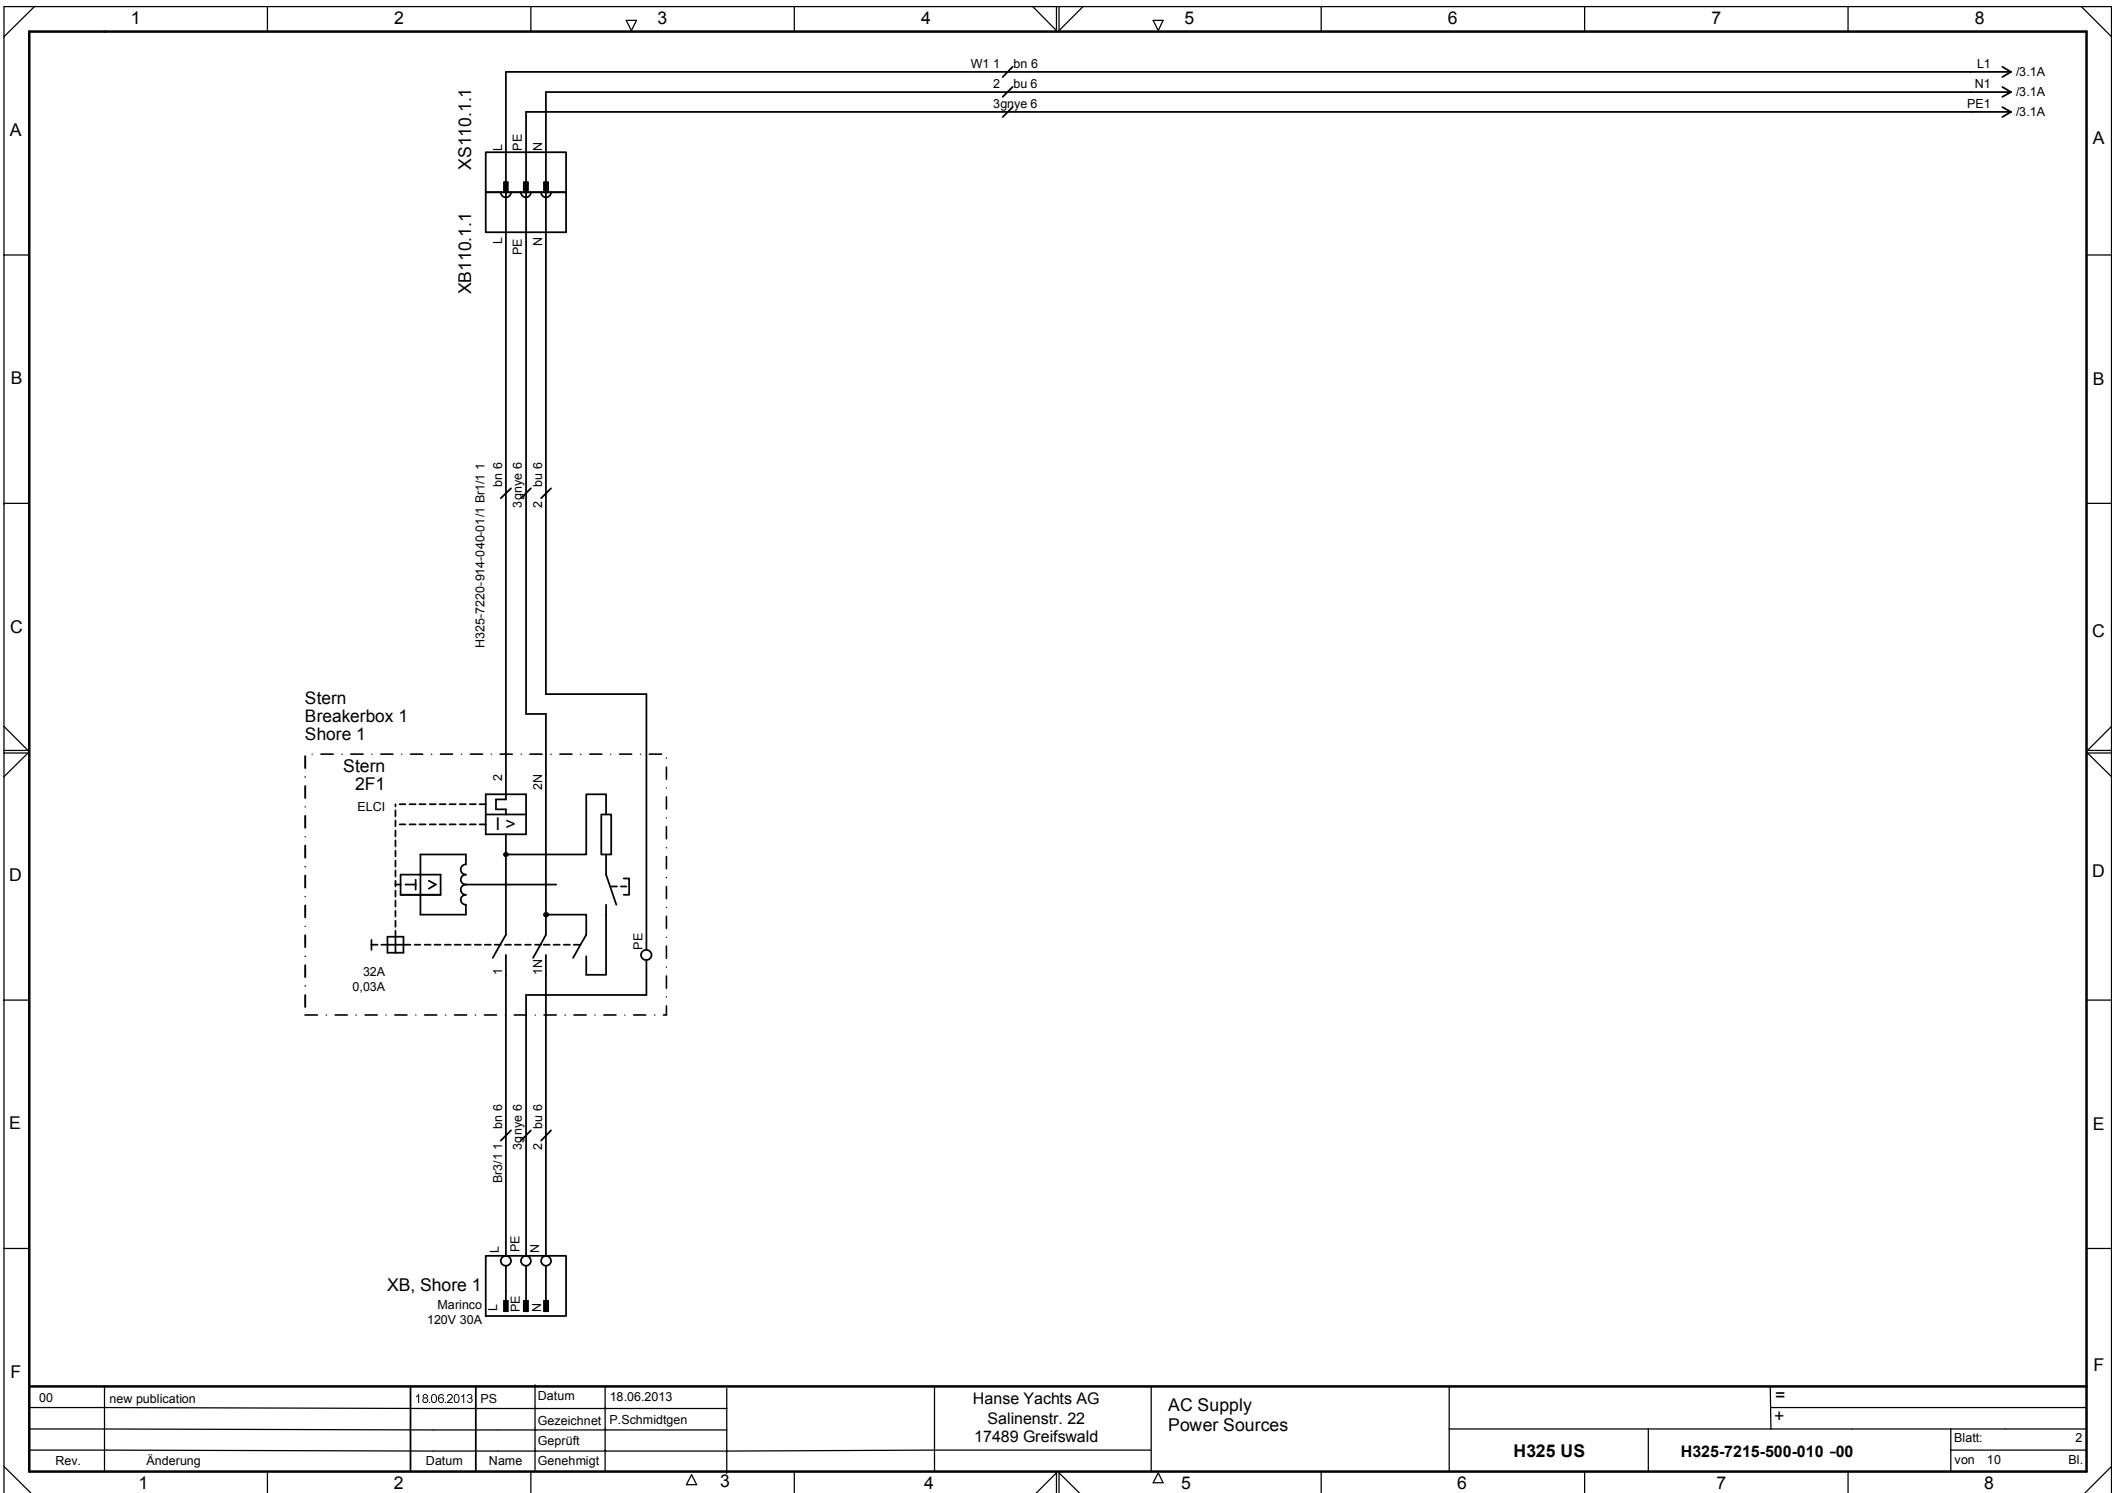 1 2 3 4 5 6 7 8
A
A
W1 1 bn 6
2 bu 6
3gnye 6
L1 /3.1A
N1 /3.1A
PE1 /3.1A
XS110.1.1
L PE N
XB110.1.1
L PE N
B
B
H325-7220-914-040-01/1 Br1/1 1 bn 6
3gnye 6
2 bu 6
C
C
Stern
Breakerbox 1
Shore 1
Stern
2F1
ELCI
2 2N
I >
I >
D
D
32A
0,03A
1 1N PE
E
E
Br3/1 1 bn 6
3gnye 6
2 bu 6
L PE N
XB, Shore 1
Marinco
120V 30A
L PE N
F
F
00 new publication 18.06.2013 PS Datum 18.06.2013
Gezeichnet P.Schmidtgen
Geprüft
Rev. Änderung Datum Name Genehmigt
Hanse Yachts AG
Salinenstr. 22
17489 Greifswald
AC Supply
Power Sources
H325 US
=
+
H325-7215-500-010 -00
Blatt: 2
von 10 Bl.
1 2 3 4 5 6 7 8